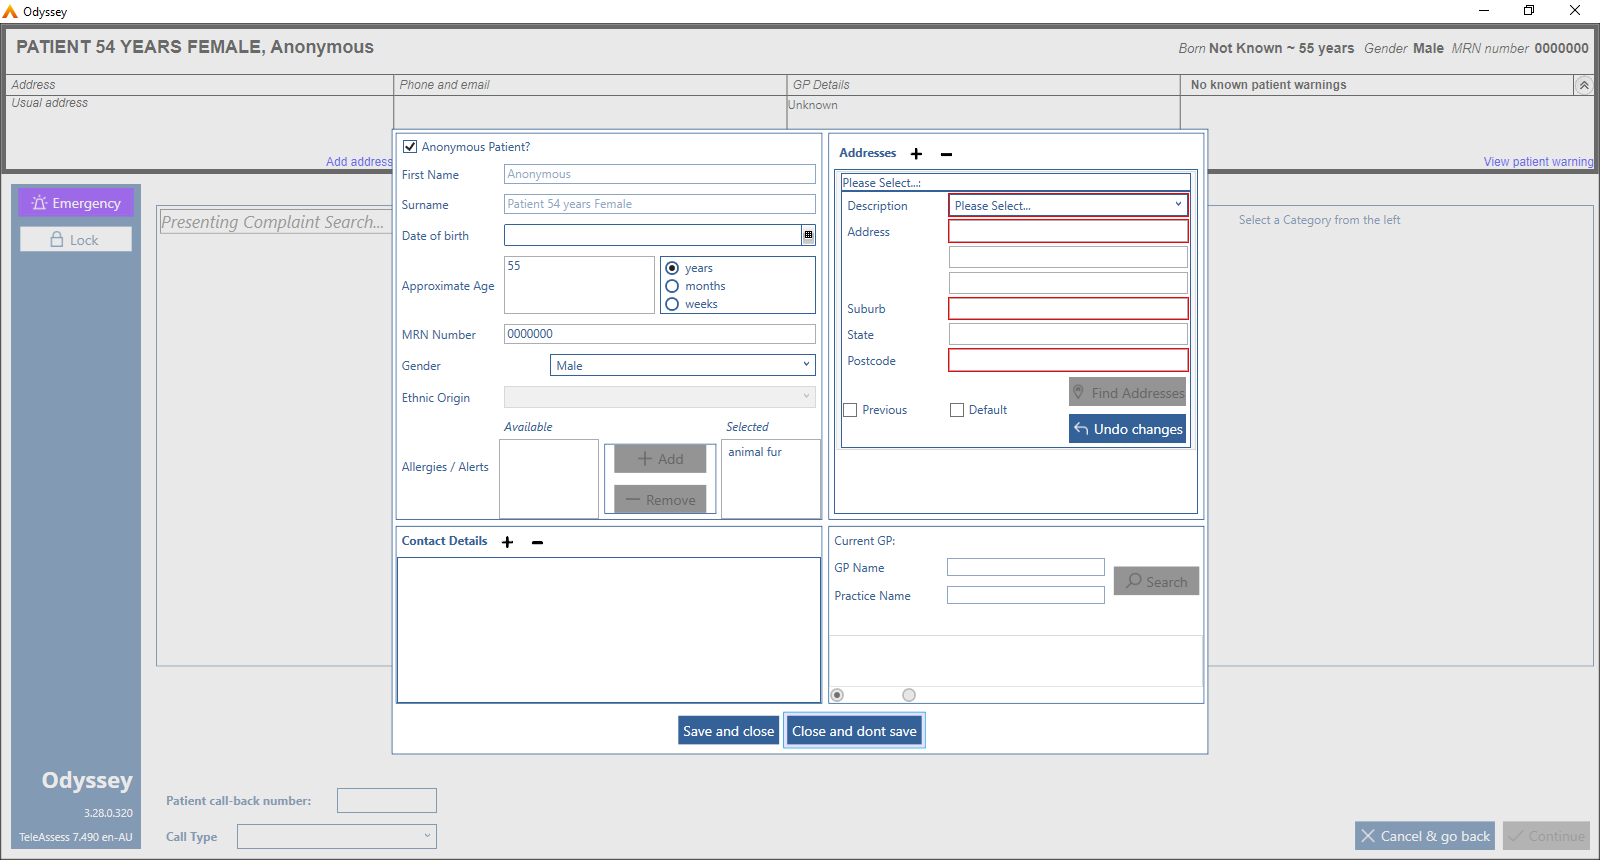 Odyssey
PATIENT 54 YEARS FEMALE, Anonymous
Born Not Known ~ 55 years Gender Male MRN number 0000000
Address
Phone and email
GP Details
No known patient warnings
Usual address
Unknown
Add address
View patient warning
Emergency
Lock
Presenting Complaint Search...
Select a Category from the left
Anonymous Patient?
First Name
Anonymous
Surname
Patient 54 years Female
Date of birth
Approximate Age
55
years
months
weeks
MRN Number
0000000
Gender
Male
Ethnic Origin
Available
Selected
Allergies / Alerts
Add
Remove
animal fur
Addresses
Please Select...:
Description
Please Select...
Address
Suburb
State
Postcode
Find Addresses
Previous
Default
Undo changes
Contact Details
Current GP:
GP Name
Practice Name
Search
Save and close
Close and dont save
Odyssey
3.28.0.320
TeleAssess 7.490 en-AU
Patient call-back number:
Call Type
Cancel & go back
Continue